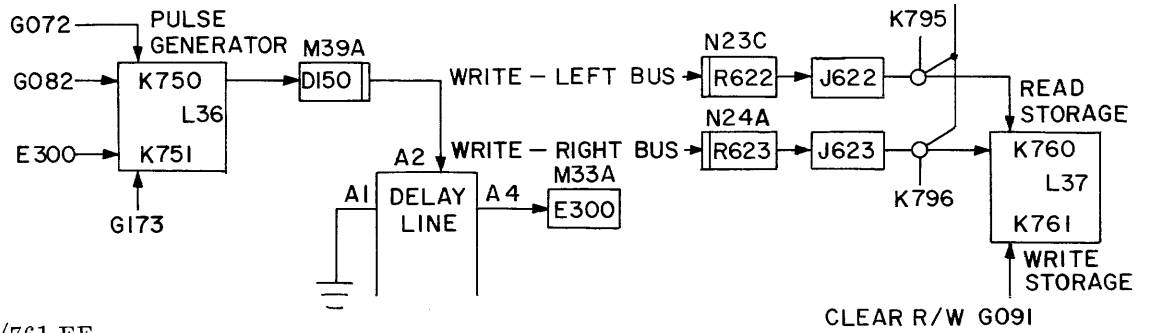 G072
PULSE
GENERATOR
G082
K750
L36
K751
E300
G173
M39A
D150
A2
A1
DELAY
LINE
A4
M33A
E300
WRITE - LEFT BUS
N23C
R622
J622
K795
WRITE - RIGHT BUS
N24A
R623
J623
K796
READ
STORAGE
K760
L37
K761
WRITE
STORAGE
CLEAR R/W G091
/761 FF